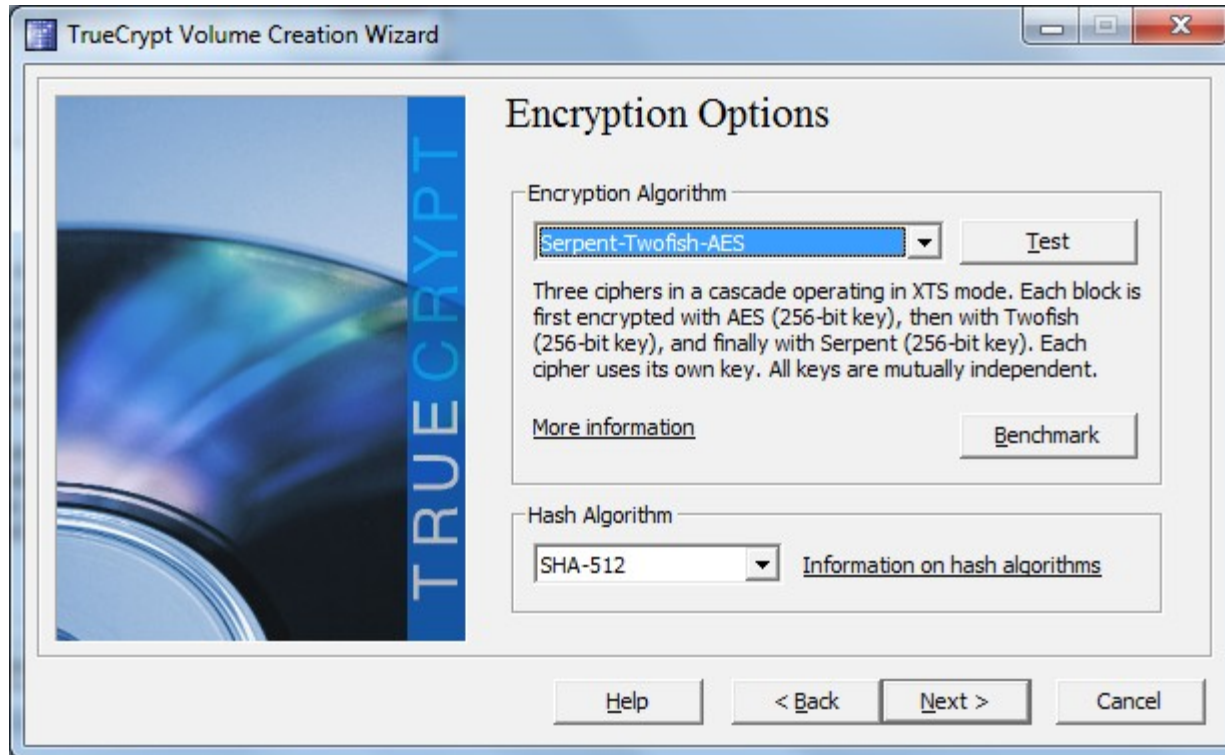 TrueCrypt Volume Creation Wizard
TRUECRYPT
Encryption Options
Encryption Algorithm
Serpent-Twofish-AES
Test
Three ciphers in a cascade operating in XTS mode. Each block is
first encrypted with AES (256-bit key), then with Twofish
(256-bit key), and finally with Serpent (256-bit key). Each
cipher uses its own key. All keys are mutually independent.
More information
Benchmark
Hash Algorithm
SHA-512
Information on hash algorithms
Help
< Back
Next >
Cancel